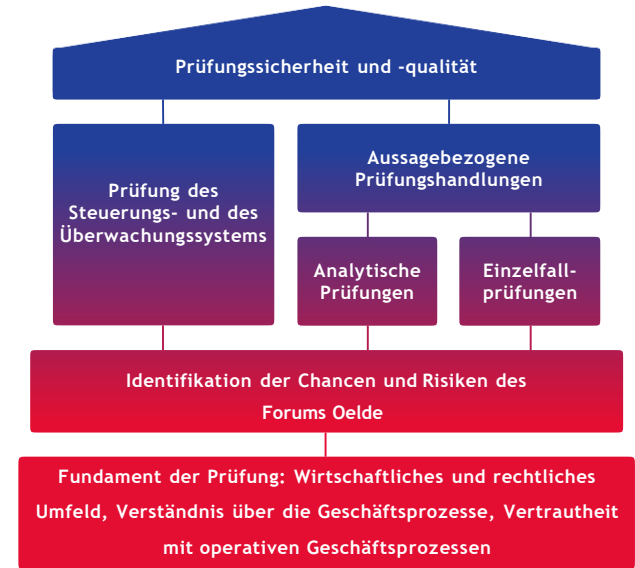 Prüfungssicherheit und -qualität
Prüfung des
Steuerungs- und des
Überwachungssystems
Aussagebezogene
Prüfungshandlungen
Analytische
Prüfungen
Einzelfall-
prüfungen
Identifikation der Chancen und Risiken des
Forums Oelde
Fundament der Prüfung: Wirtschaftliches und rechtliches
Umfeld, Verständnis über die Geschäftsprozesse, Vertrautheit
mit operativen Geschäftsprozessen